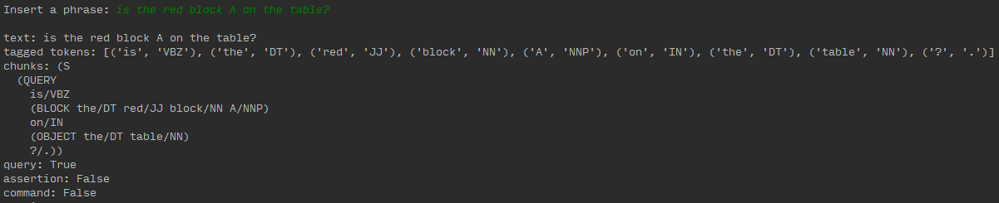 Insert a phrase: is the red block A on the table?
text: is the red block A on the table?
tagged tokens: [('is', 'VBZ'), ('the', 'DT'), ('red', 'JJ'), ('block', 'NN'), ('A', 'NNP'), ('on', 'IN'), ('the', 'DT'), ('table', 'NN'), ('?', '.')]
chunks: (S
  (QUERY
    is/VBZ
    (BLOCK the/DT red/JJ block/NN A/NNP)
    on/IN
    (OBJECT the/DT table/NN)
    ?/.))
query: True
assertion: False
command: False